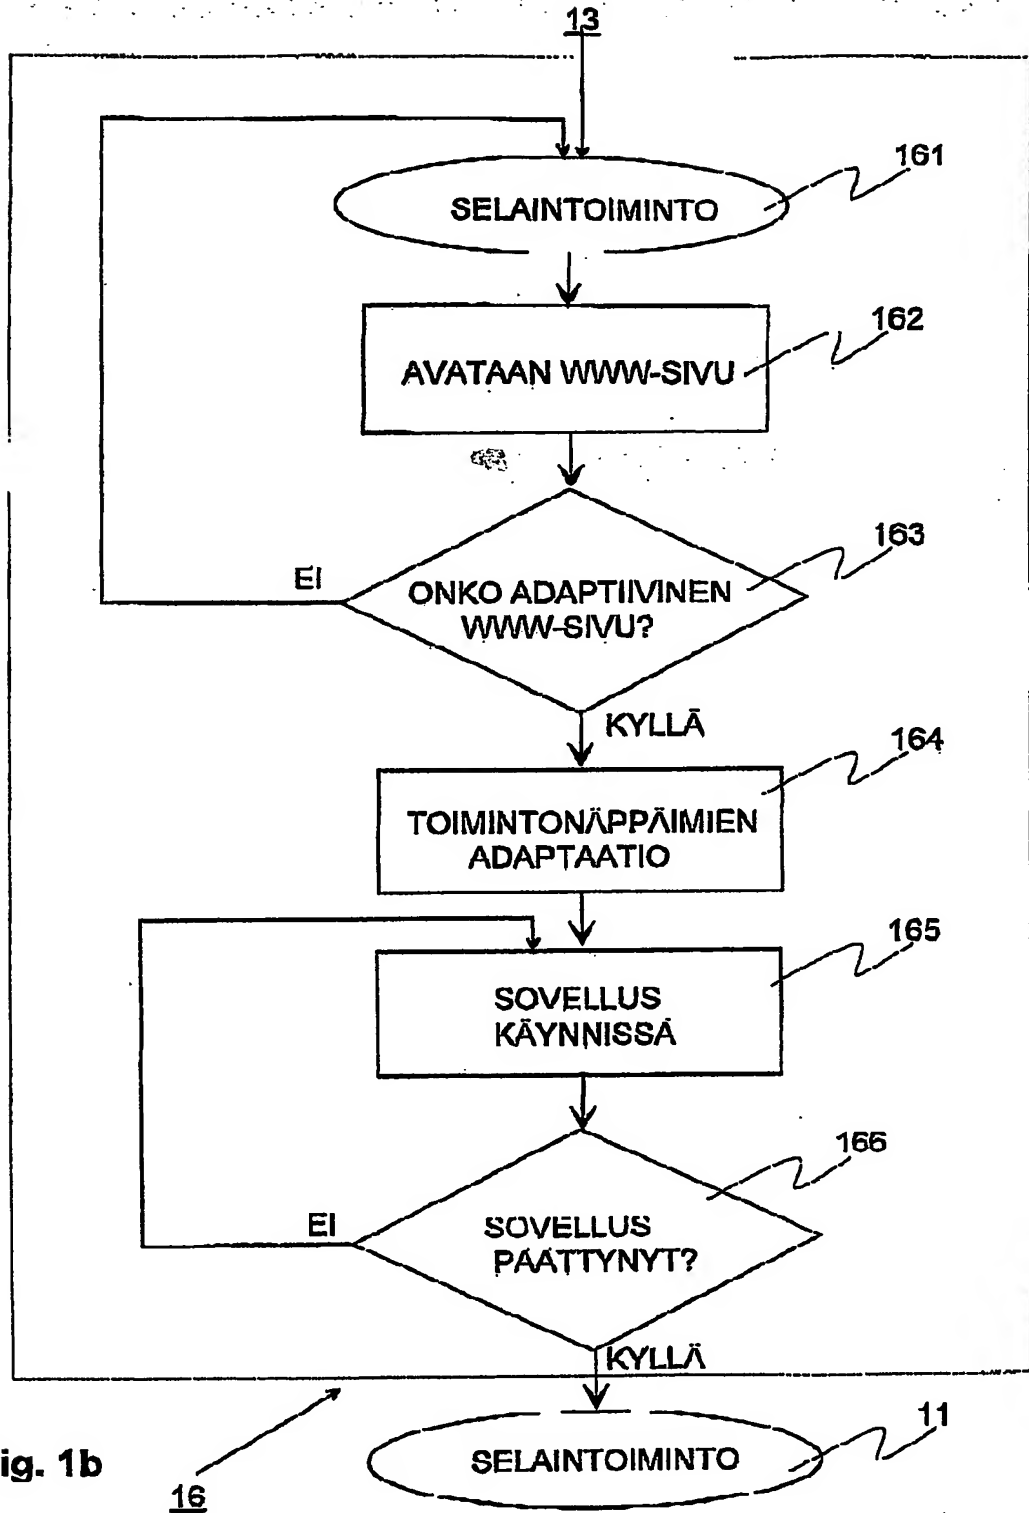 13
161
SELAINTOIMINTO
162
AVATAAN WWW-SIVU
163
EI
ONKO ADAPTIIVINEN
WWW-SIVU?
KYLLÄ
164
TOIMINTONÄPPÄIMIEN
ADAPTAATIO
165
SOVELLUS
KÄYNNISSÄ
166
EI
SOVELLUS
PÄÄTTYNYT?
KYLLÄ
11
SELAINTOIMINTO
ig. 1b
16